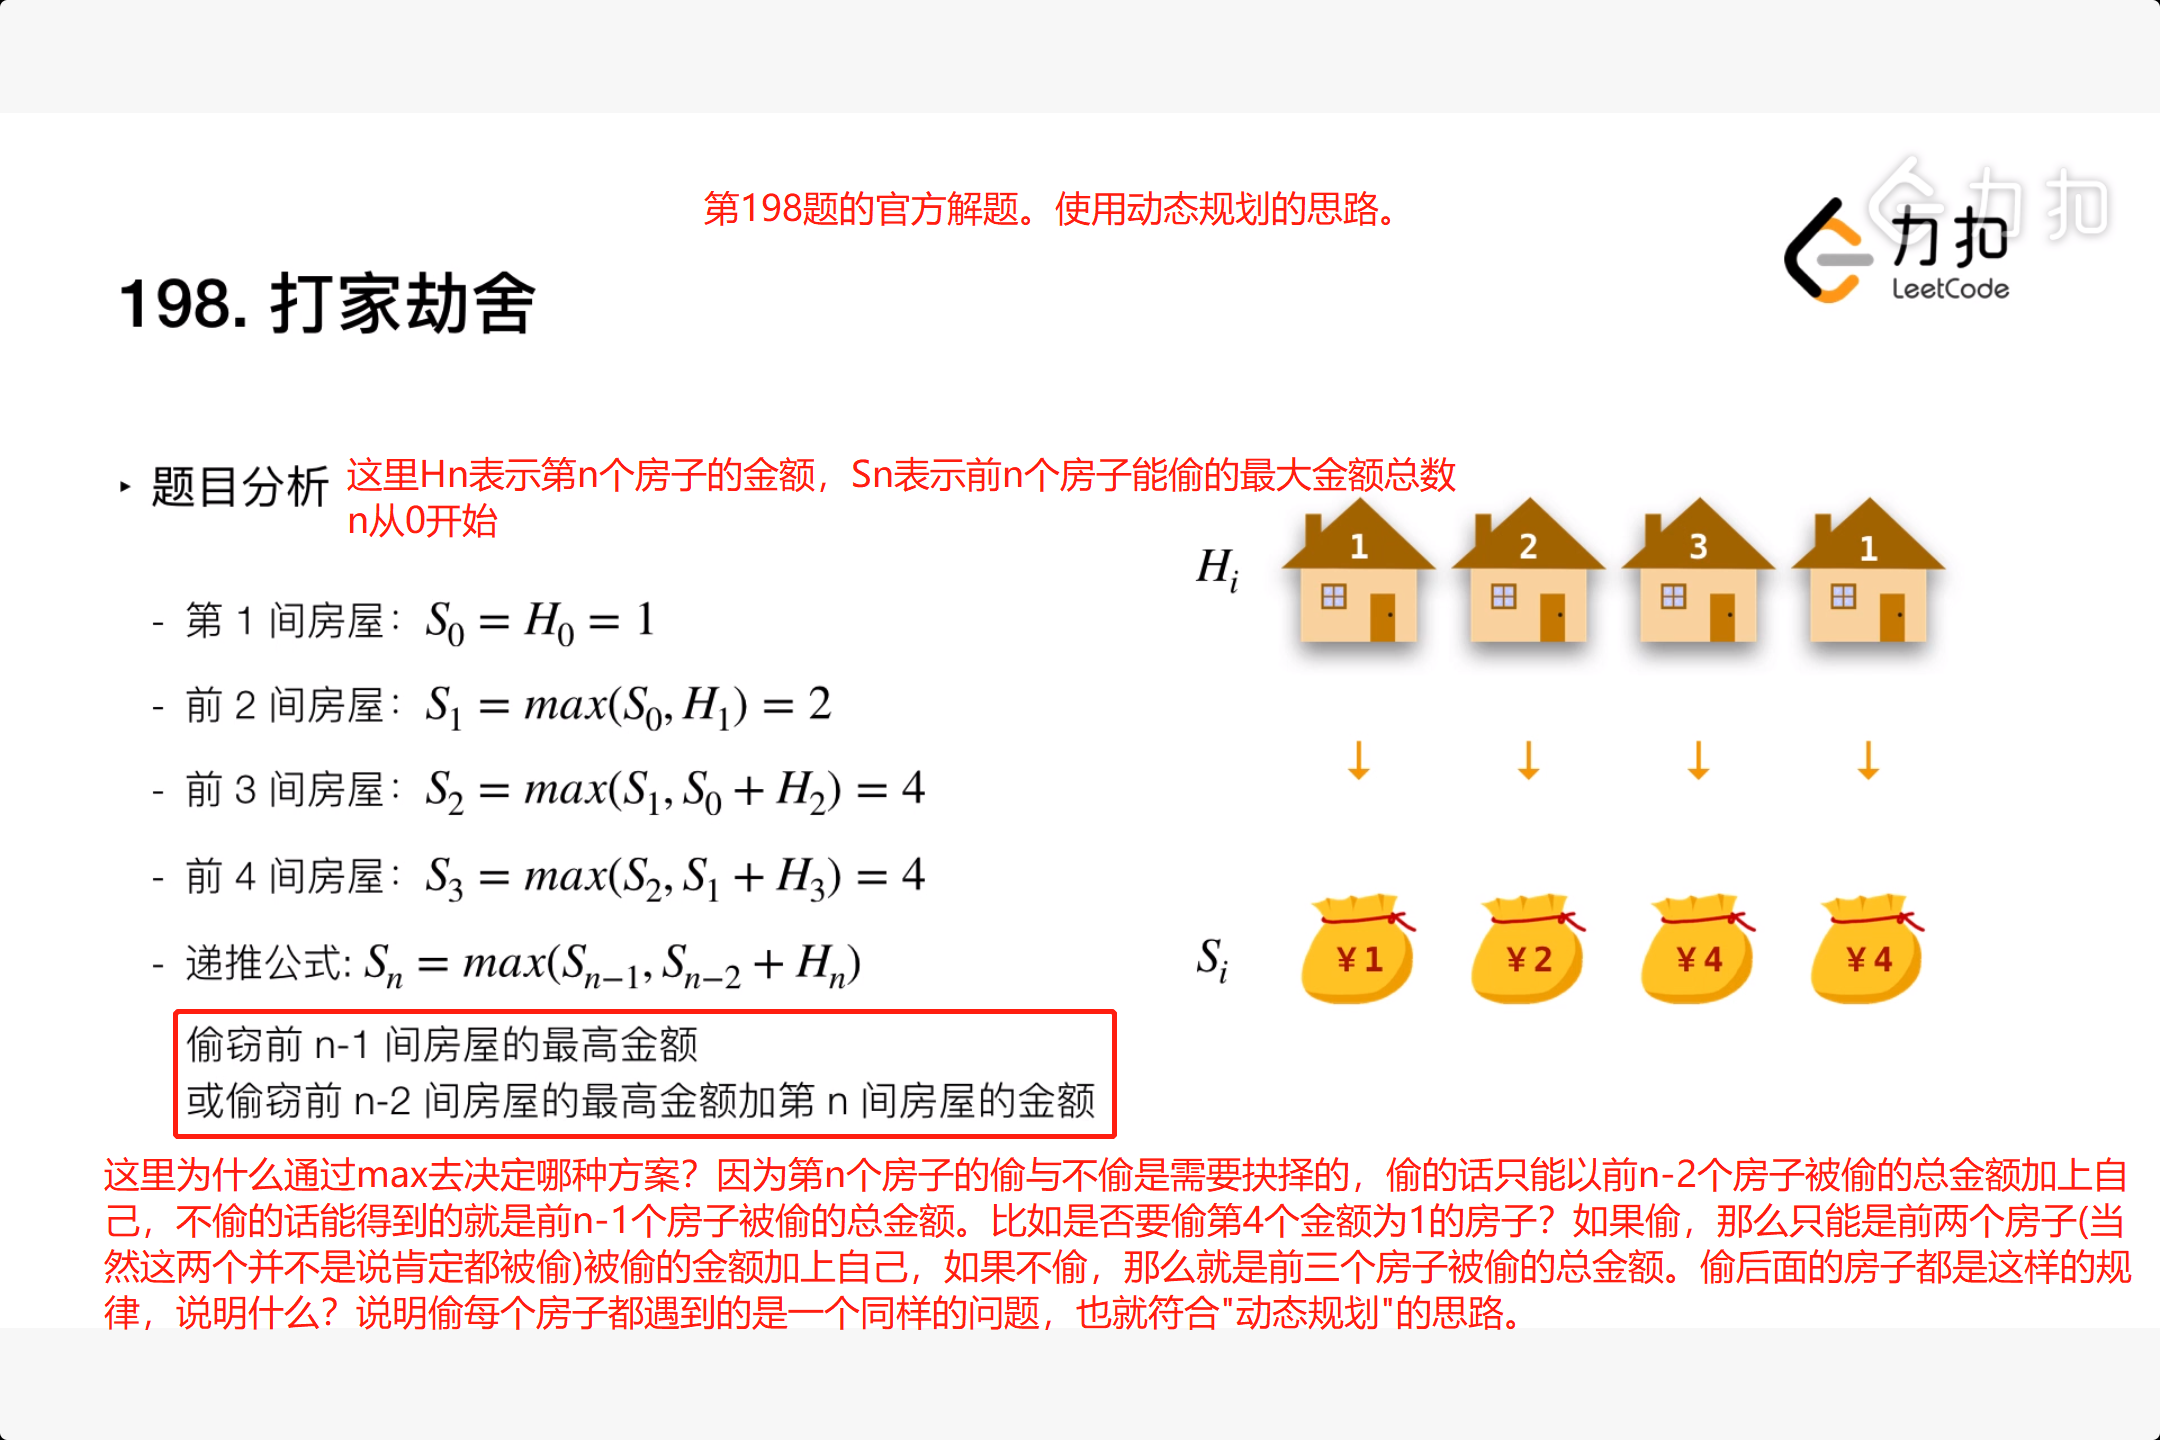 第198题的官方解题。使用动态规划的思路。
力扣
力扣
LeetCode
198. 打家劫舍
‣ 题目分析
这里Hn表示第n个房子的金额，Sn表示前n个房子能偷的最大金额总数
n从0开始
H_i
1 2 3 1
- 第 1 间房屋：S_0 = H_0 = 1
- 前 2 间房屋：S_1 = max(S_0, H_1) = 2
- 前 3 间房屋：S_2 = max(S_1, S_0 + H_2) = 4
- 前 4 间房屋：S_3 = max(S_2, S_1 + H_3) = 4
- 递推公式: S_n = max(S_{n-1}, S_{n-2} + H_n)
S_i
¥1 ¥2 ¥4 ¥4
偷窃前 n-1 间房屋的最高金额
或偷窃前 n-2 间房屋的最高金额加第 n 间房屋的金额
这里为什么通过max去决定哪种方案？因为第n个房子的偷与不偷是需要抉择的，偷的话只能以前n-2个房子被偷的总金额加上自
己，不偷的话能得到的就是前n-1个房子被偷的总金额。比如是否要偷第4个金额为1的房子？如果偷，那么只能是前两个房子(当
然这两个并不是说肯定都被偷)被偷的金额加上自己，如果不偷，那么就是前三个房子被偷的总金额。偷后面的房子都是这样的规
律，说明什么？说明偷每个房子都遇到的是一个同样的问题，也就符合"动态规划"的思路。